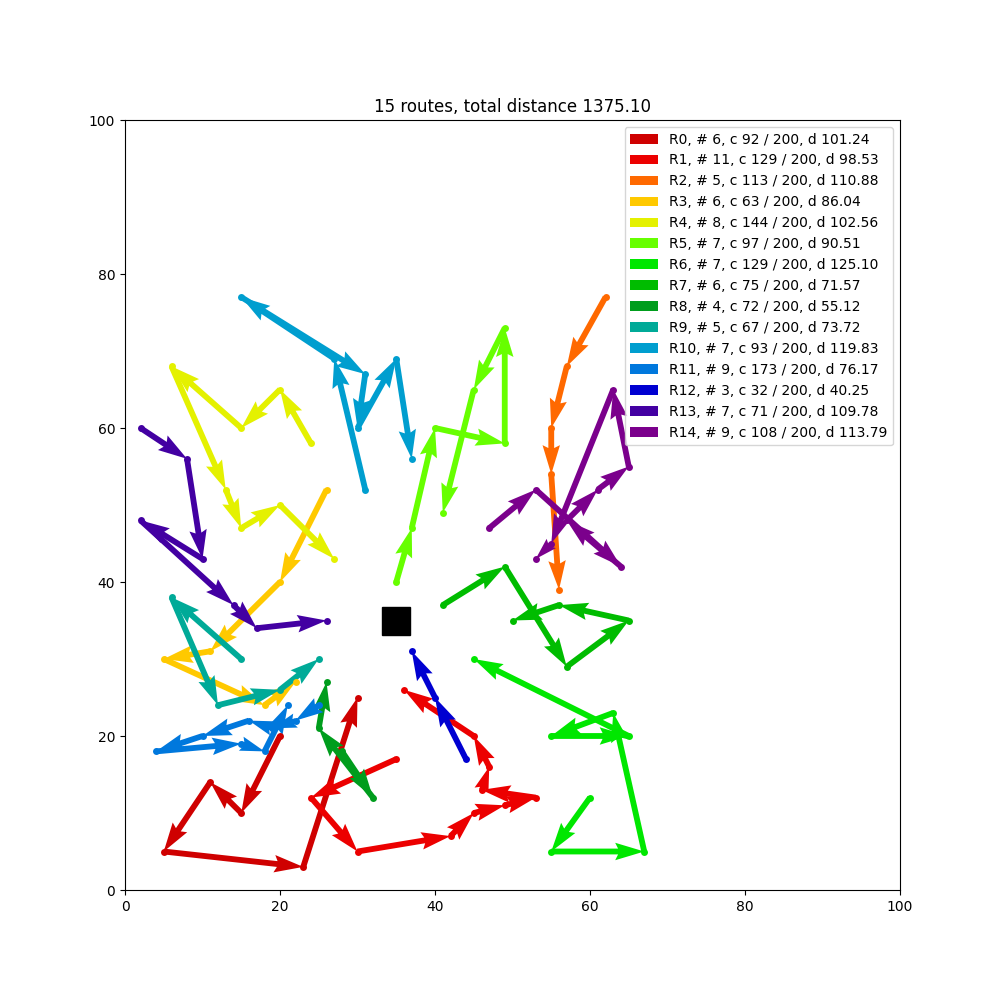 15 routes, total distance 1375.10
R0, # 6, c 92 / 200, d 101.24
R1, # 11, c 129 / 200, d 98.53
R2, # 5, c 113 / 200, d 110.88
R3, # 6, c 63 / 200, d 86.04
R4, # 8, c 144 / 200, d 102.56
R5, # 7, c 97 / 200, d 90.51
R6, # 7, c 129 / 200, d 125.10
R7, # 6, c 75 / 200, d 71.57
R8, # 4, c 72 / 200, d 55.12
R9, # 5, c 67 / 200, d 73.72
R10, # 7, c 93 / 200, d 119.83
R11, # 9, c 173 / 200, d 76.17
R12, # 3, c 32 / 200, d 40.25
R13, # 7, c 71 / 200, d 109.78
R14, # 9, c 108 / 200, d 113.79
100
80
60
40
20
0
0 20 40 60 80 100